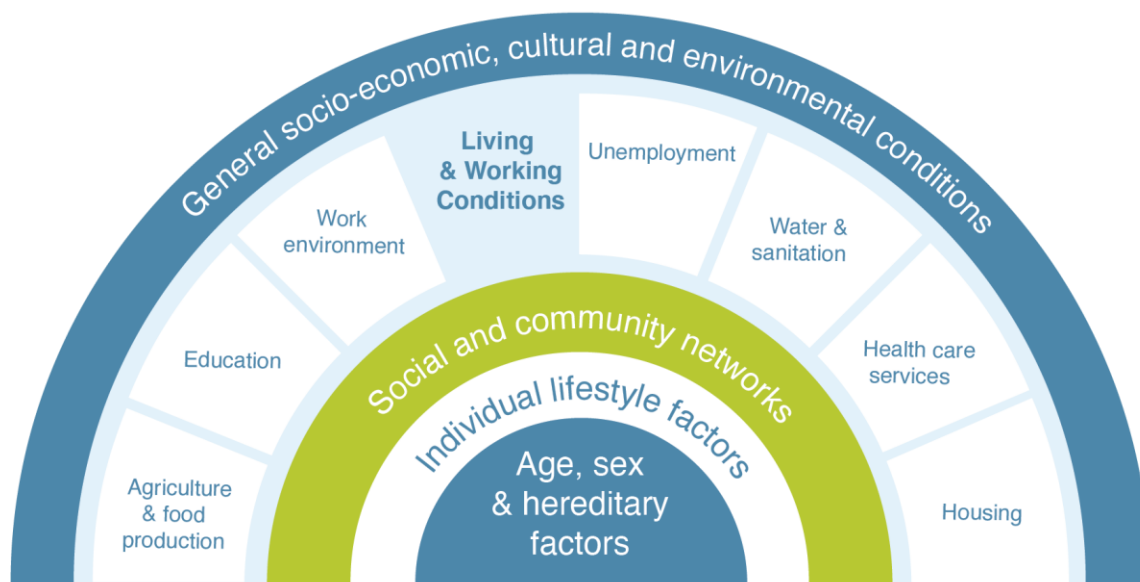 General socio-economic, cultural and environmental conditions
Living
& Working
Conditions
Unemployment
Work
environment
Water &
sanitation
Education
Health care
services
Agriculture
& food
production
Housing
Social and community networks
Individual lifestyle factors
Age, sex
& hereditary
factors